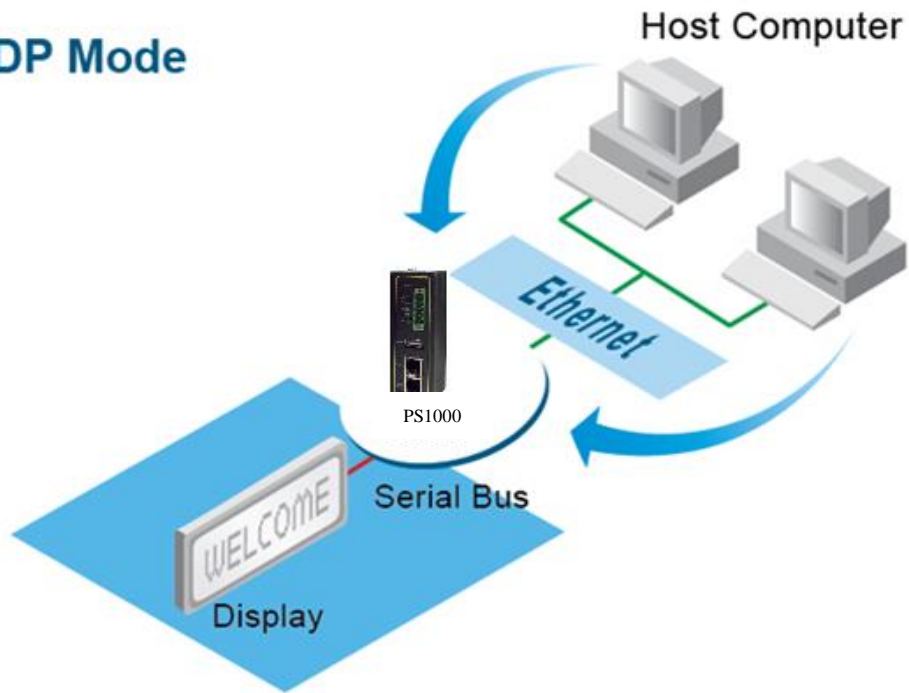 DP Mode
Host Computer
Ethernet
PS1000
Serial Bus
WELCOME
Display